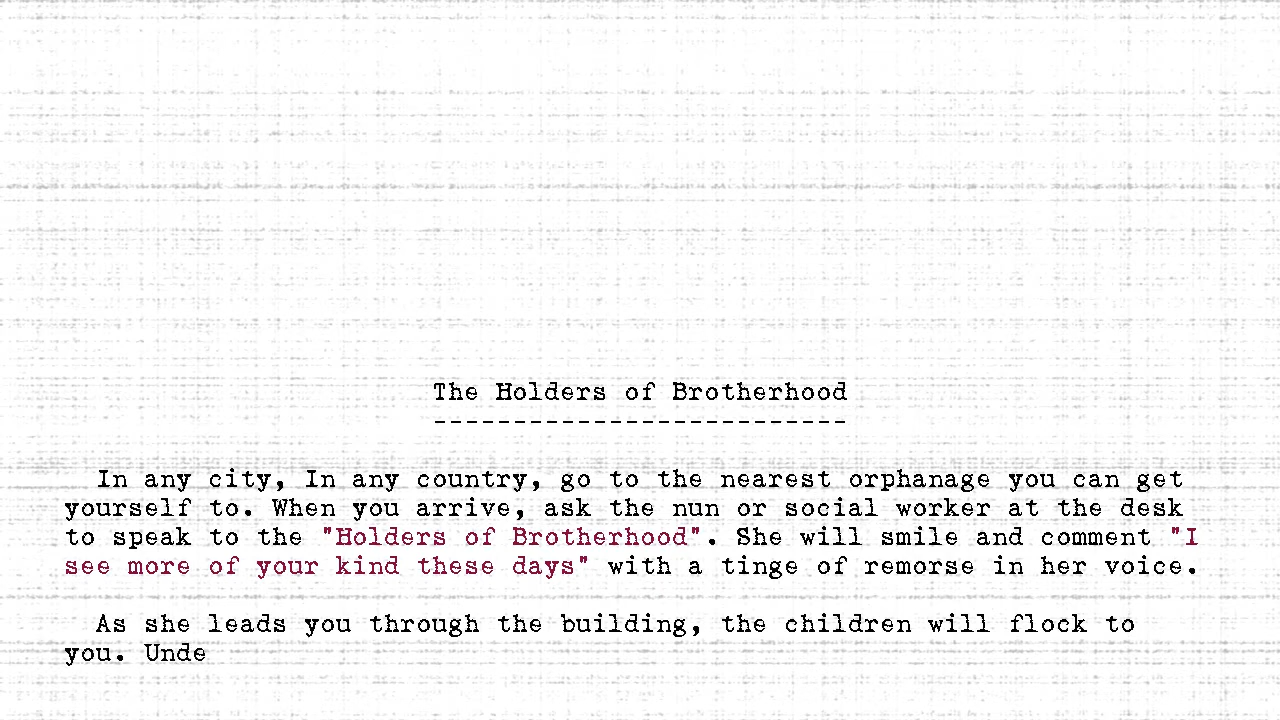 The Holders of Brotherhood
--------------------------
In any city, In any country, go to the nearest orphanage you can get
yourself to. When you arrive, ask the nun or social worker at the desk
to speak to the "Holders of Brotherhood". She will smile and comment "I
see more of your kind these days" with a tinge of remorse in her voice.
As she leads you through the building, the children will flock to
you. Unde